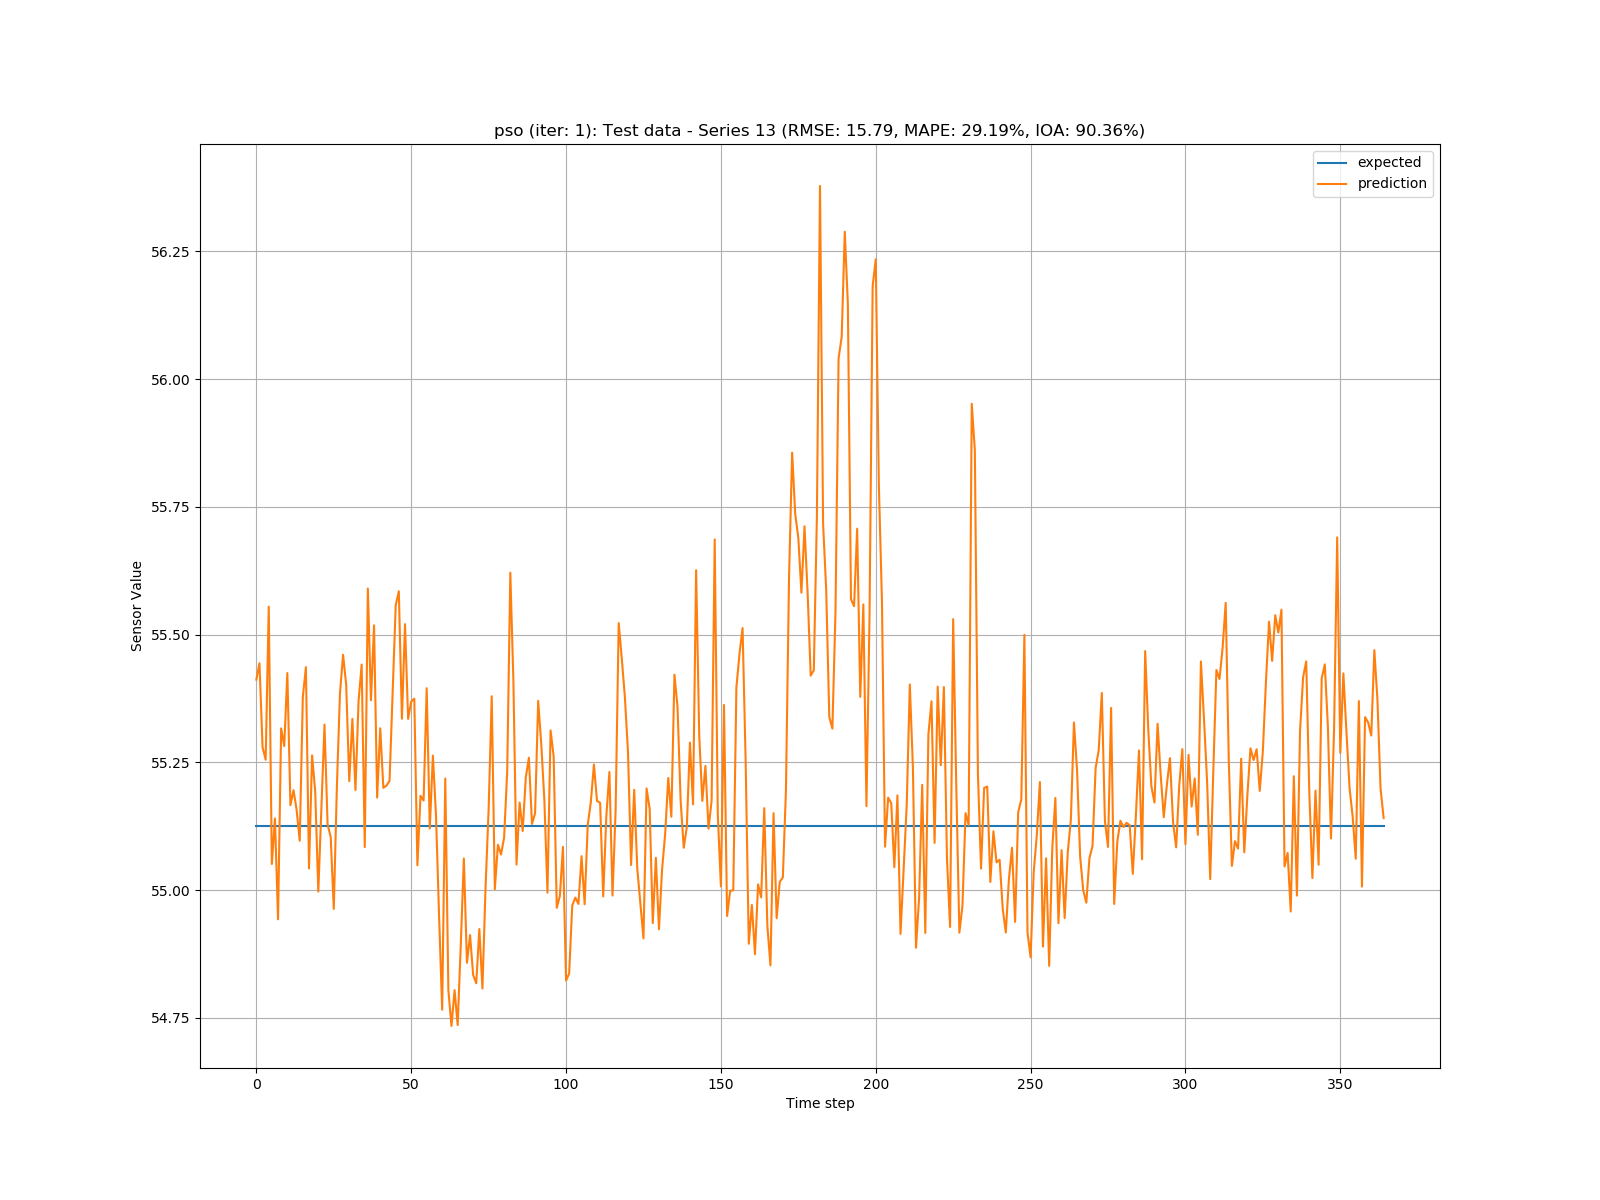 pso (iter: 1): Test data - Series 13 (RMSE: 15.79, MAPE: 29.19%, IOA: 90.36%)
expected
prediction
56.25
56.00
55.75
55.50
55.25
55.00
54.75
Sensor Value
0 50 100 150 200 250 300 350
Time step